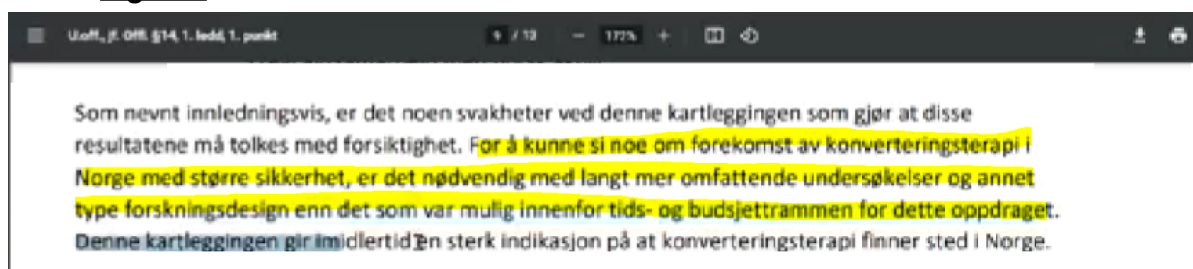 U.off., jf. Offl. §14, 1. ledd, 1. punkt 9 / 13 — 172% +
Som nevnt innledningsvis, er det noen svakheter ved denne kartleggingen som gjør at disse
resultatene må tolkes med forsiktighet. For å kunne si noe om forekomst av konverteringsterapi i
Norge med større sikkerhet, er det nødvendig med langt mer omfattende undersøkelser og annet
type forskningsdesign enn det som var mulig innenfor tids- og budsjettrammen for dette oppdraget.
Denne kartleggingen gir imidlertid en sterk indikasjon på at konverteringsterapi finner sted i Norge.